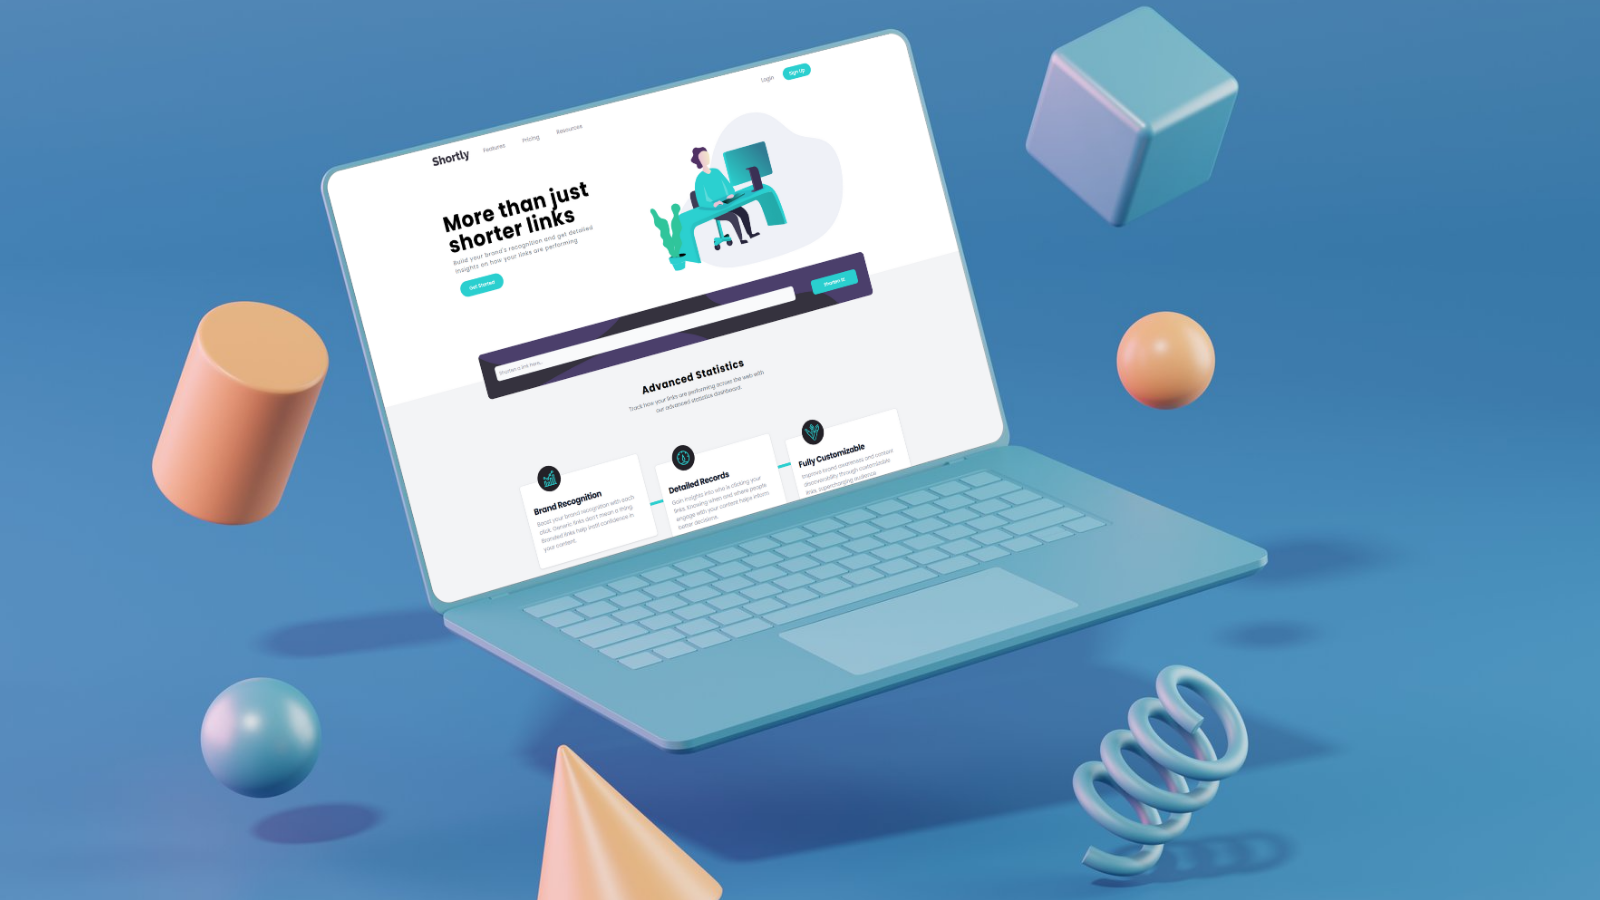 Shortly
Features
Pricing
Resources
Login
Sign Up
More than just
shorter links
Build your brand's recognition and get detailed
insights on how your links are performing
Get Started
Shorten a link here...
Shorten It!
Advanced Statistics
Track how your links are performing across the web with
our advanced statistics dashboard.
Brand Recognition
Boost your brand recognition with each
click. Generic links don't mean a thing.
Branded links help instil confidence in
your content.
Detailed Records
Gain insights into who is clicking your
links. Knowing when and where people
engage with your content helps inform
better decisions.
Fully Customizable
Improve brand awareness and content
discoverability through customizable
links, supercharging audience